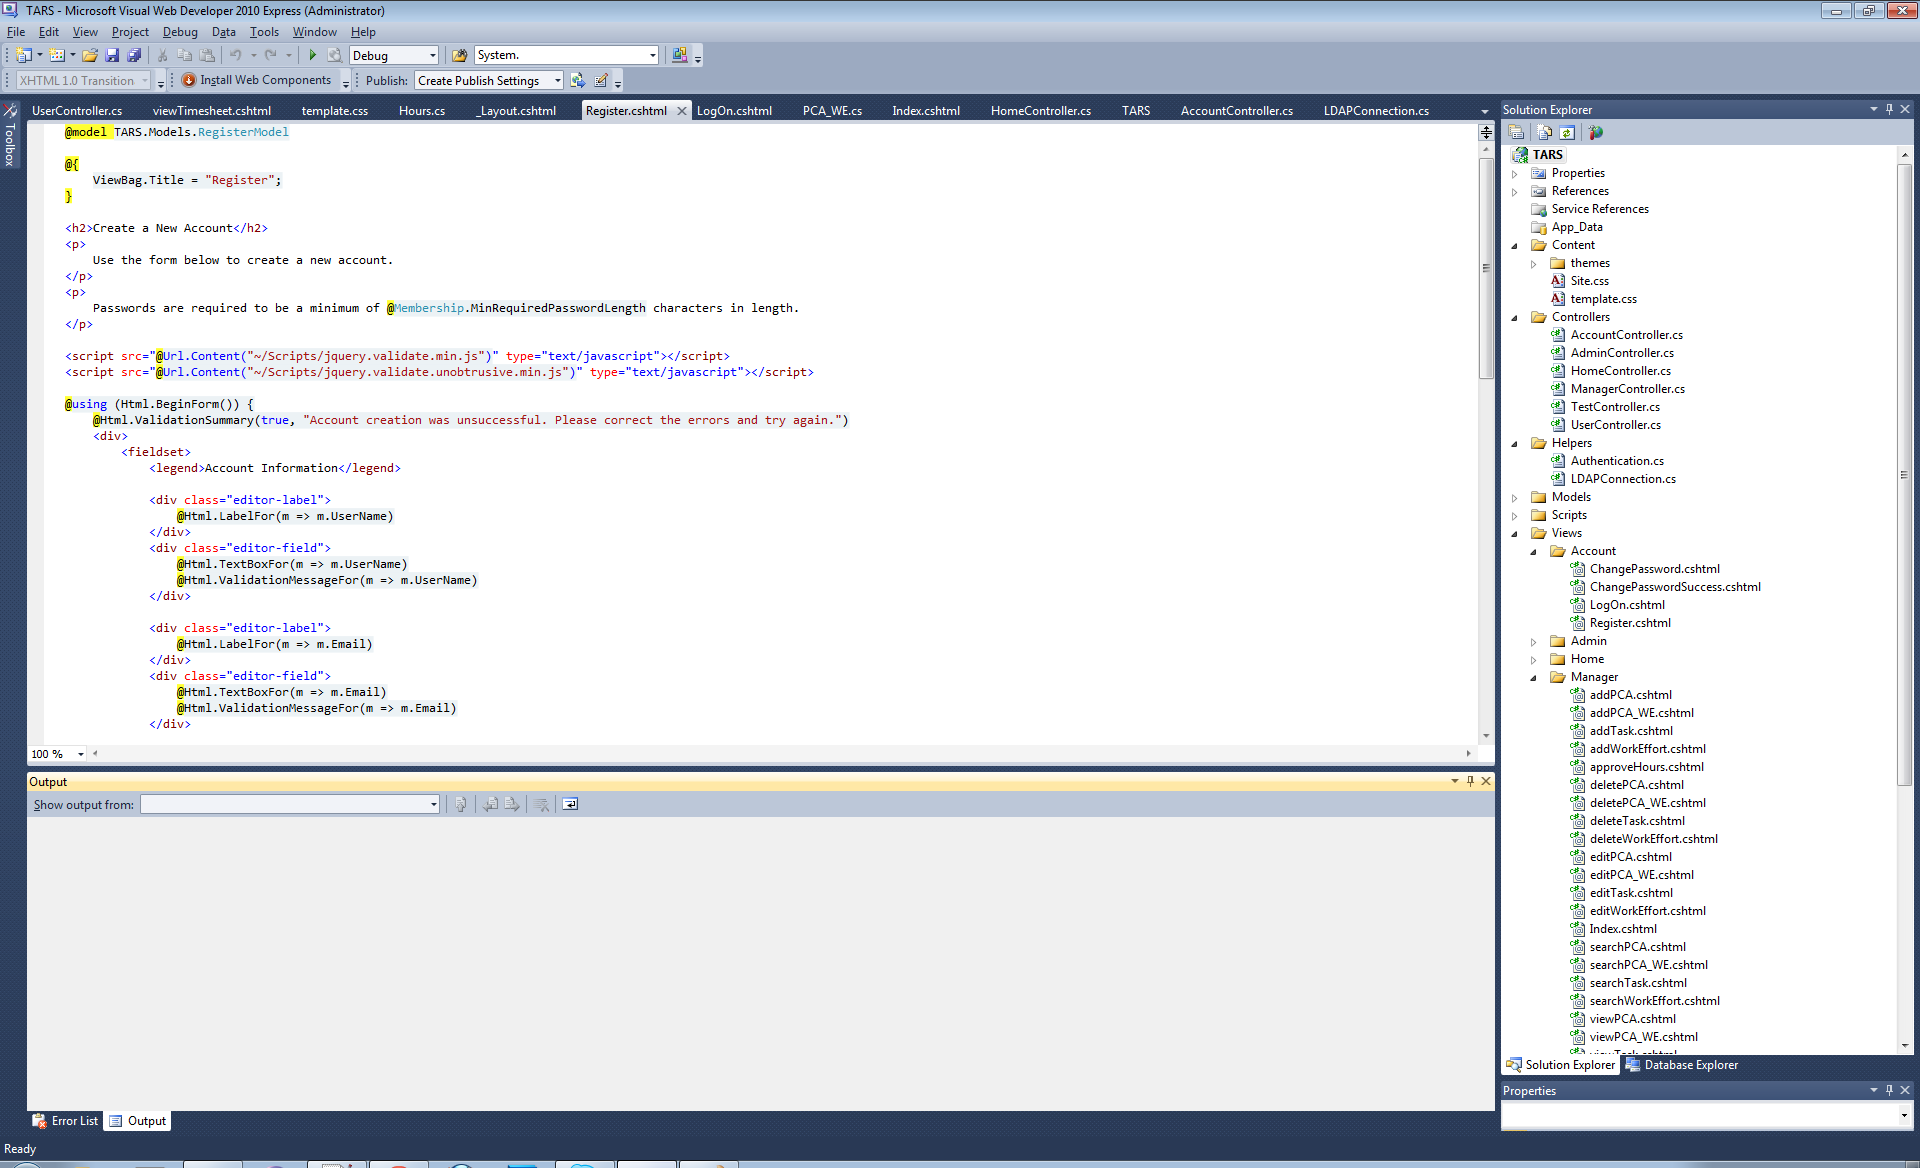 TARS - Microsoft Visual Web Developer 2010 Express (Administrator)
File Edit View Project Debug Data Tools Window Help
Debug System.
XHTML 1.0 Transition Install Web Components Publish: Create Publish Settings
Toolbox
UserController.cs viewTimesheet.cshtml template.css Hours.cs _Layout.cshtml Register.cshtml LogOn.cshtml PCA_WE.cs Index.cshtml HomeController.cs TARS AccountController.cs LDAPConnection.cs
@model TARS.Models.RegisterModel
@{
ViewBag.Title = "Register";
}
<h2>Create a New Account</h2>
<p>
Use the form below to create a new account.
</p>
<p>
Passwords are required to be a minimum of @Membership.MinRequiredPasswordLength characters in length.
</p>
<script src="@Url.Content("~/Scripts/jquery.validate.min.js")" type="text/javascript"></script>
<script src="@Url.Content("~/Scripts/jquery.validate.unobtrusive.min.js")" type="text/javascript"></script>
@using (Html.BeginForm()) {
@Html.ValidationSummary(true, "Account creation was unsuccessful. Please correct the errors and try again.")
<div>
<fieldset>
<legend>Account Information</legend>
<div class="editor-label">
@Html.LabelFor(m => m.UserName)
</div>
<div class="editor-field">
@Html.TextBoxFor(m => m.UserName)
@Html.ValidationMessageFor(m => m.UserName)
</div>
<div class="editor-label">
@Html.LabelFor(m => m.Email)
</div>
<div class="editor-field">
@Html.TextBoxFor(m => m.Email)
@Html.ValidationMessageFor(m => m.Email)
</div>
100 %
Output
Show output from:
Error List Output
Ready
Solution Explorer
TARS
Properties
References
Service References
App_Data
Content
themes
Site.css
template.css
Controllers
AccountController.cs
AdminController.cs
HomeController.cs
ManagerController.cs
TestController.cs
UserController.cs
Helpers
Authentication.cs
LDAPConnection.cs
Models
Scripts
Views
Account
ChangePassword.cshtml
ChangePasswordSuccess.cshtml
LogOn.cshtml
Register.cshtml
Admin
Home
Manager
addPCA.cshtml
addPCA_WE.cshtml
addTask.cshtml
addWorkEffort.cshtml
approveHours.cshtml
deletePCA.cshtml
deletePCA_WE.cshtml
deleteTask.cshtml
deleteWorkEffort.cshtml
editPCA.cshtml
editPCA_WE.cshtml
editTask.cshtml
editWorkEffort.cshtml
Index.cshtml
searchPCA.cshtml
searchPCA_WE.cshtml
searchTask.cshtml
searchWorkEffort.cshtml
viewPCA.cshtml
viewPCA_WE.cshtml
Solution Explorer Database Explorer
Properties